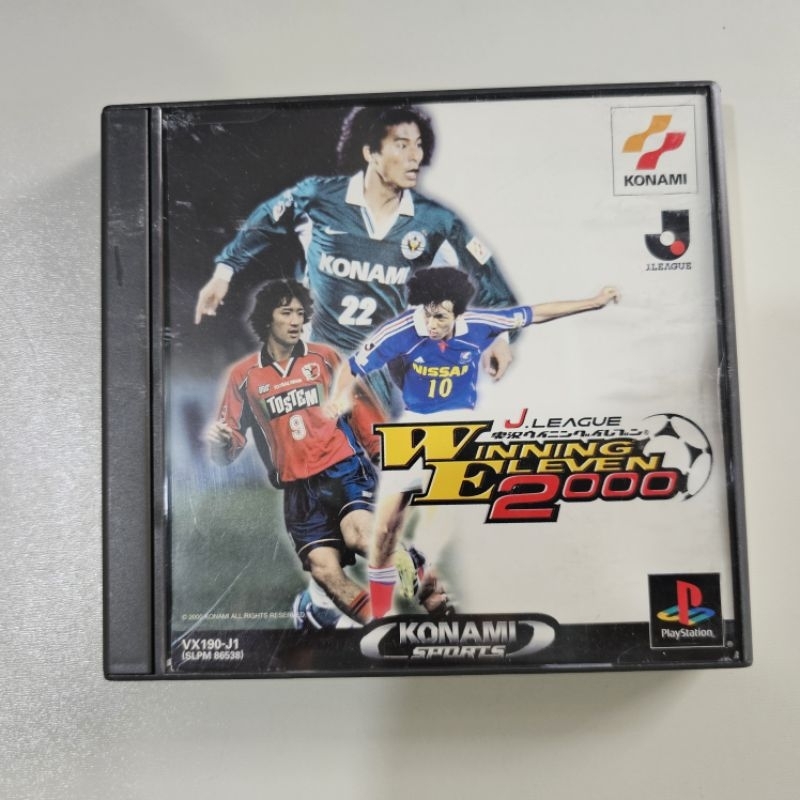 KONAMI
J.LEAGUE
KONAMI
22
NISSAN
10
TOSTEM
9
J.LEAGUE
実況ウイニングイレブン®
WINNING
ELEVEN
2000
© 2000 KONAMI ALL RIGHTS RESERVED.
VX190-J1
(SLPM 86538)
KONAMI
SPORTS
PlayStation